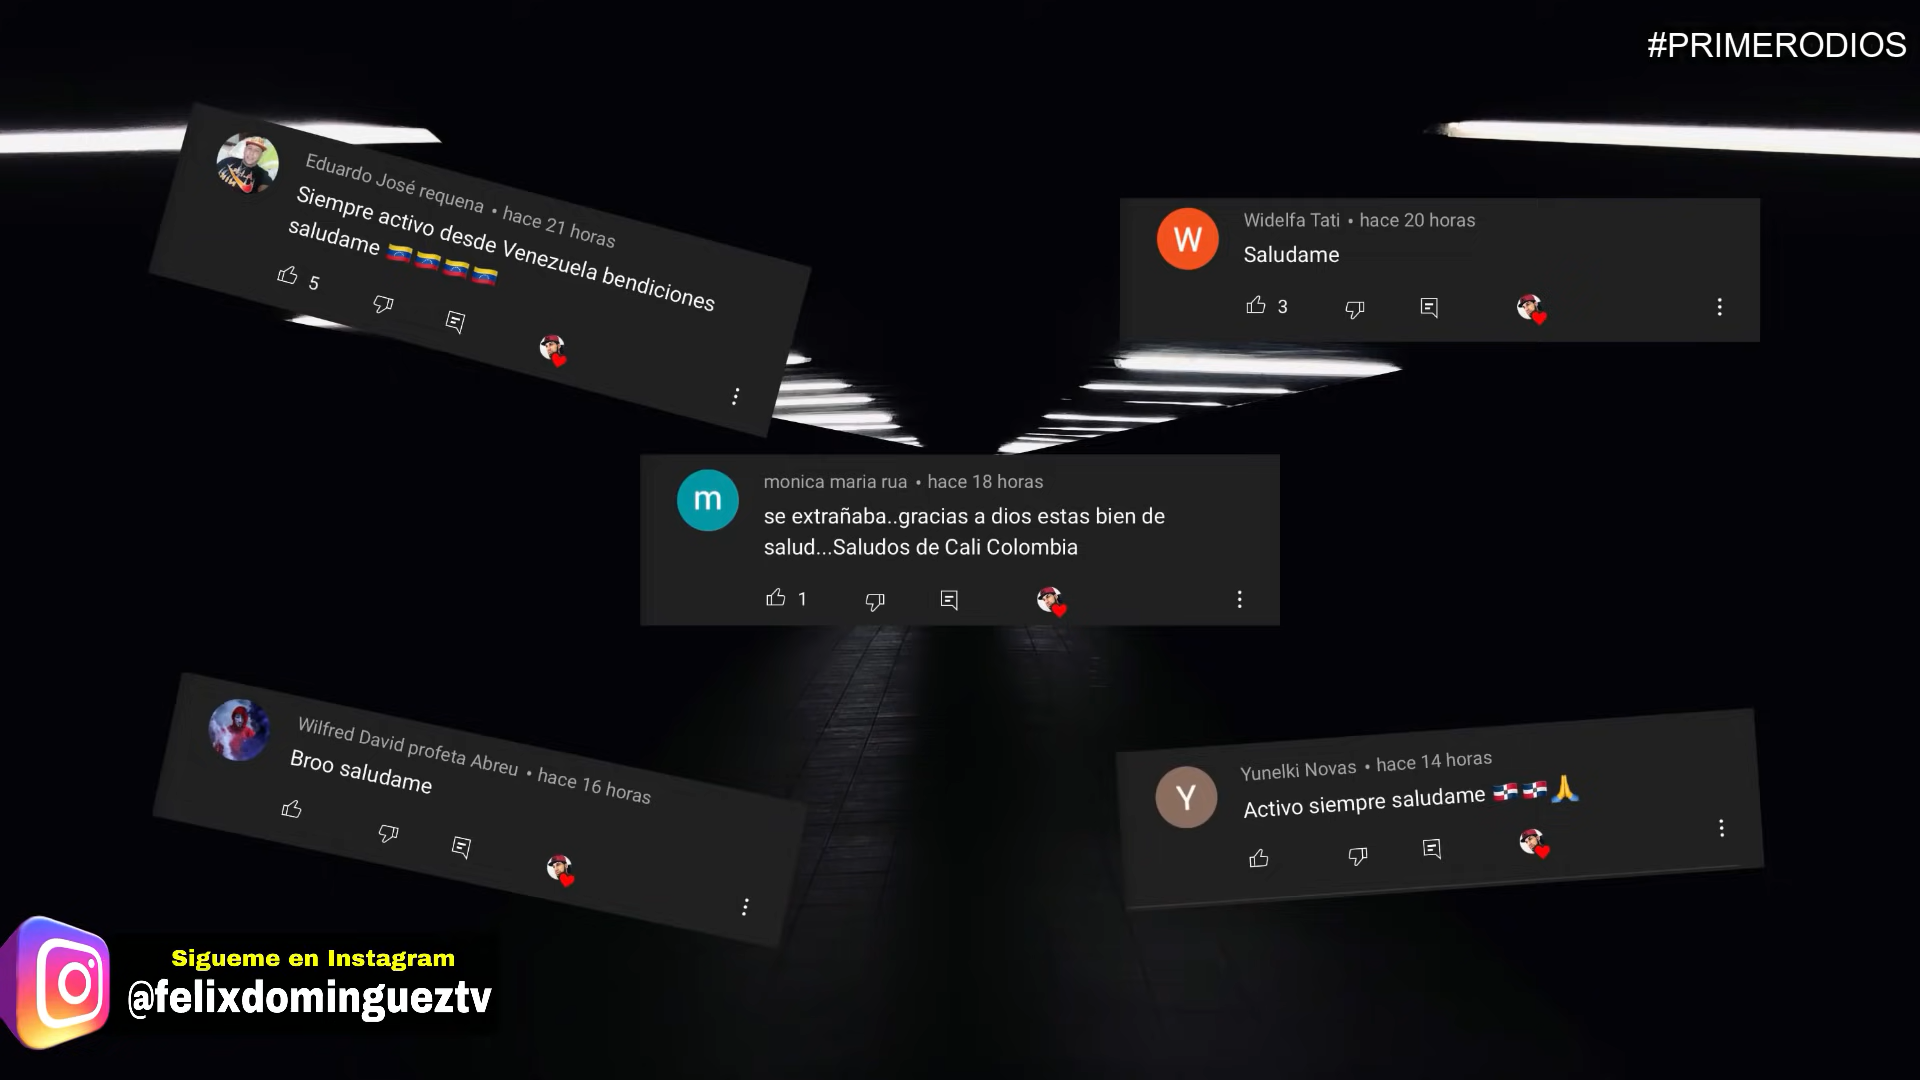 #PRIMERODIOS
Eduardo José requena • hace 21 horas
Siempre activo desde Venezuela bendiciones
saludame 🇻🇪🇻🇪🇻🇪🇻🇪
5
W
Widelfa Tati • hace 20 horas
Saludame
3
m
monica maria rua • hace 18 horas
se extrañaba..gracias a dios estas bien de
salud...Saludos de Cali Colombia
1
Wilfred David profeta Abreu • hace 16 horas
Broo saludame
Y
Yunelki Novas • hace 14 horas
Activo siempre saludame 🇩🇴🇩🇴🙏
Sigueme en Instagram
@felixdomingueztv